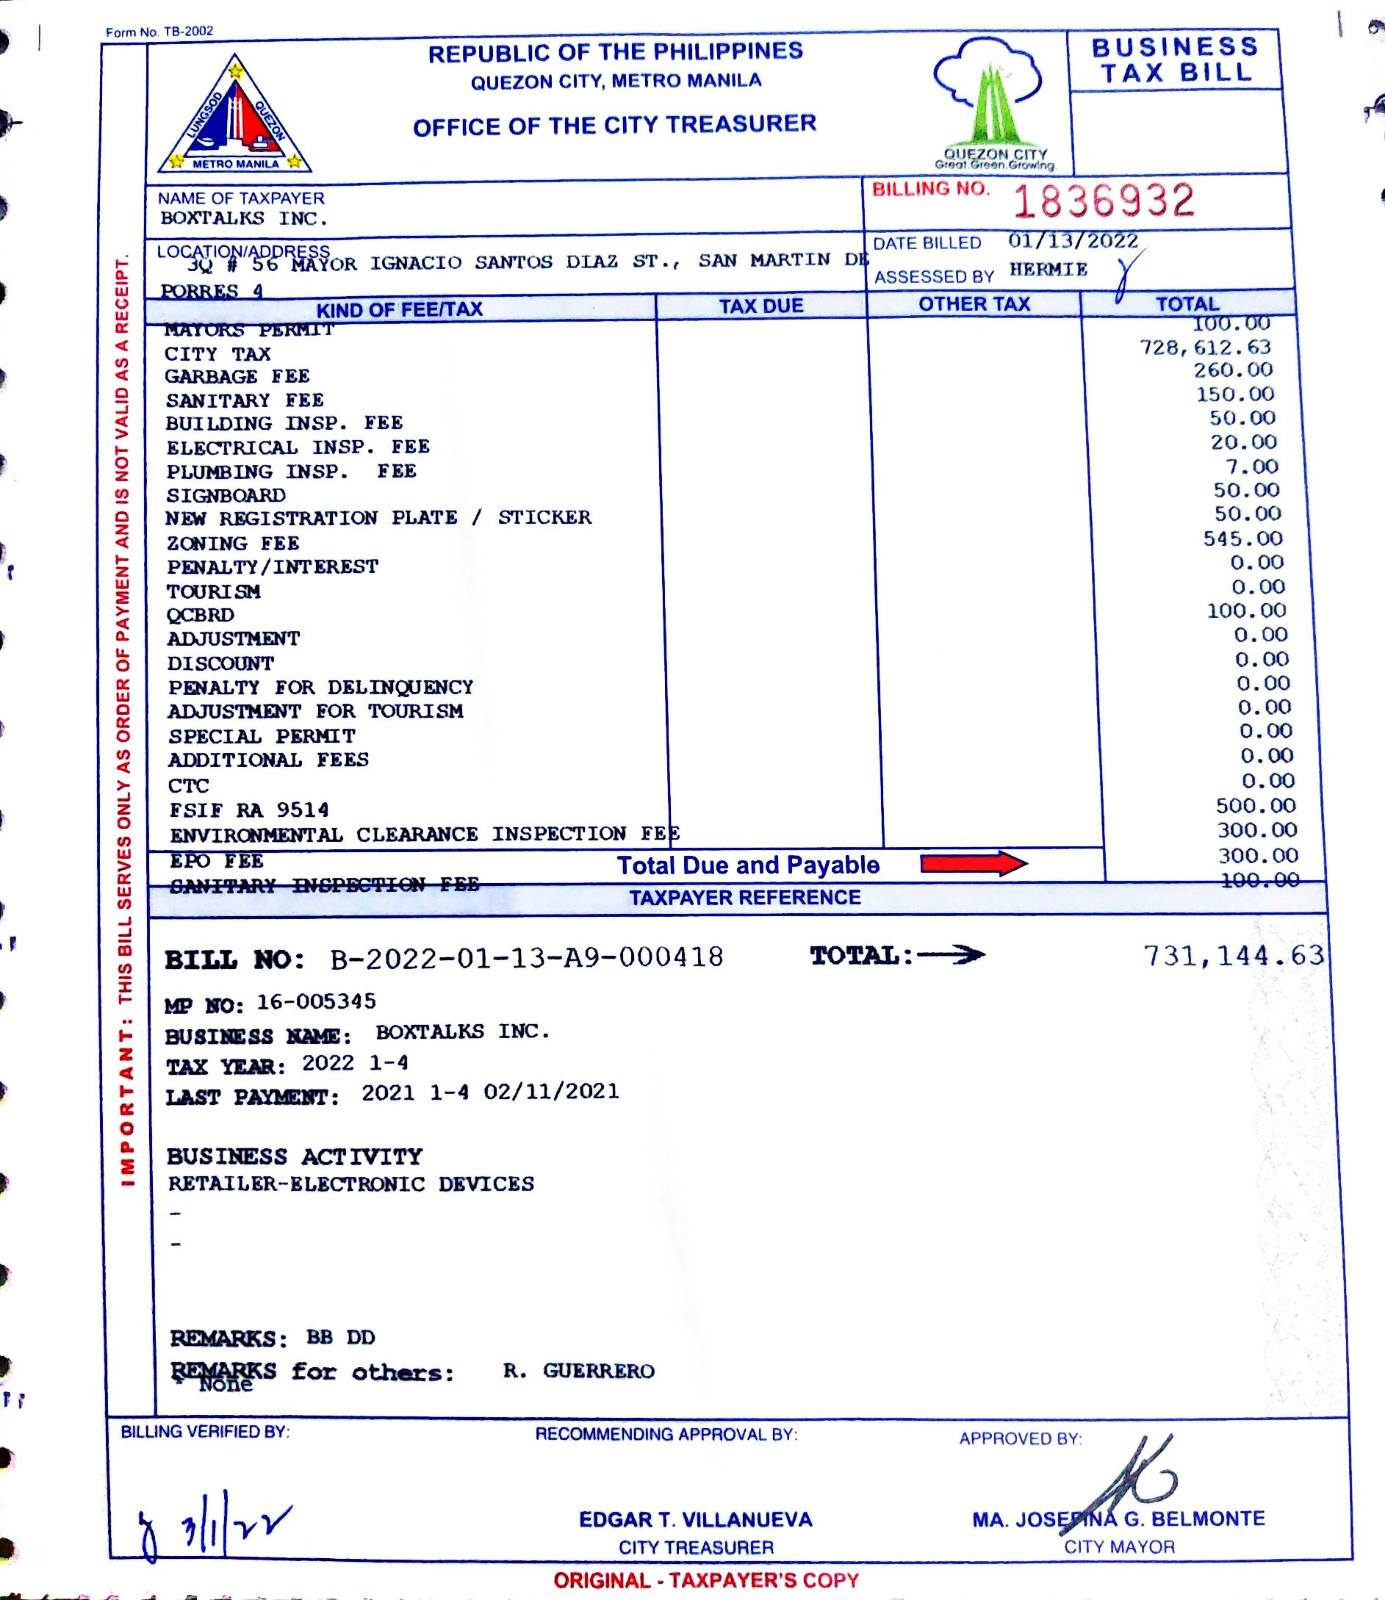 Form No. TB-2002
REPUBLIC OF THE PHILIPPINES
QUEZON CITY, METRO MANILA
OFFICE OF THE CITY TREASURER
LUNGSOD QUEZON
METRO MANILA
QUEZON CITY
Great.Green.Growing.
BUSINESS
TAX BILL
NAME OF TAXPAYER
BOXTALKS INC.
BILLING NO. 1836932
LOCATION/ADDRESS
3Q # 56 MAYOR IGNACIO SANTOS DIAZ ST., SAN MARTIN DE
PORRES 4
DATE BILLED 01/13/2022
ASSESSED BY HERMIE
KIND OF FEE/TAX TAX DUE OTHER TAX TOTAL
MAYORS PERMIT 100.00
CITY TAX 728,612.63
GARBAGE FEE 260.00
SANITARY FEE 150.00
BUILDING INSP. FEE 50.00
ELECTRICAL INSP. FEE 20.00
PLUMBING INSP. FEE 7.00
SIGNBOARD 50.00
NEW REGISTRATION PLATE / STICKER 50.00
ZONING FEE 545.00
PENALTY/INTEREST 0.00
TOURISM 0.00
QCBRD 100.00
ADJUSTMENT 0.00
DISCOUNT 0.00
PENALTY FOR DELINQUENCY 0.00
ADJUSTMENT FOR TOURISM 0.00
SPECIAL PERMIT 0.00
ADDITIONAL FEES 0.00
CTC 0.00
FSIF RA 9514 500.00
ENVIRONMENTAL CLEARANCE INSPECTION FEE 300.00
EPO FEE 300.00
Total Due and Payable
SANITARY INSPECTION FEE 100.00
TAXPAYER REFERENCE
BILL NO: B-2022-01-13-A9-000418 TOTAL: 731,144.63
MP NO: 16-005345
BUSINESS NAME: BOXTALKS INC.
TAX YEAR: 2022 1-4
LAST PAYMENT: 2021 1-4 02/11/2021
BUSINESS ACTIVITY
RETAILER-ELECTRONIC DEVICES
-
-
REMARKS: BB DD
REMARKS for others: R. GUERRERO
* None
BILLING VERIFIED BY: RECOMMENDING APPROVAL BY: APPROVED BY:
3/1/22
EDGAR T. VILLANUEVA
CITY TREASURER
MA. JOSEFINA G. BELMONTE
CITY MAYOR
ORIGINAL - TAXPAYER'S COPY
IMPORTANT: THIS BILL SERVES ONLY AS ORDER OF PAYMENT AND IS NOT VALID AS A RECEIPT.